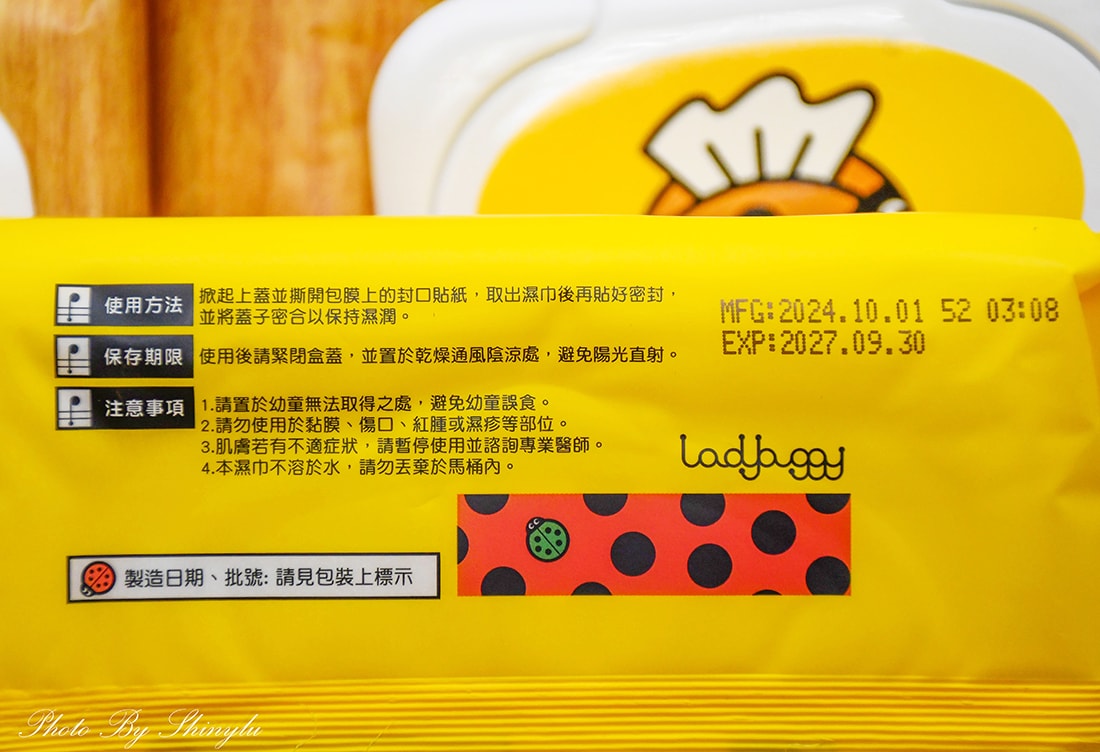 使用方法
掀起上蓋並撕開包膜上的封口貼紙，取出濕巾後再貼好密封，
並將蓋子密合以保持濕潤。
保存期限
使用後請緊閉盒蓋，並置於乾燥通風陰涼處，避免陽光直射。
注意事項
1.請置於幼童無法取得之處，避免幼童誤食。
2.請勿使用於黏膜、傷口、紅腫或濕疹等部位。
3.肌膚若有不適症狀，請暫停使用並諮詢專業醫師。
4.本濕巾不溶於水，請勿丟棄於馬桶內。
MFG:2024.10.01 52 03:08
EXP:2027.09.30
Ladybuggy
製造日期、批號: 請見包裝上標示
Photo By Shinylu